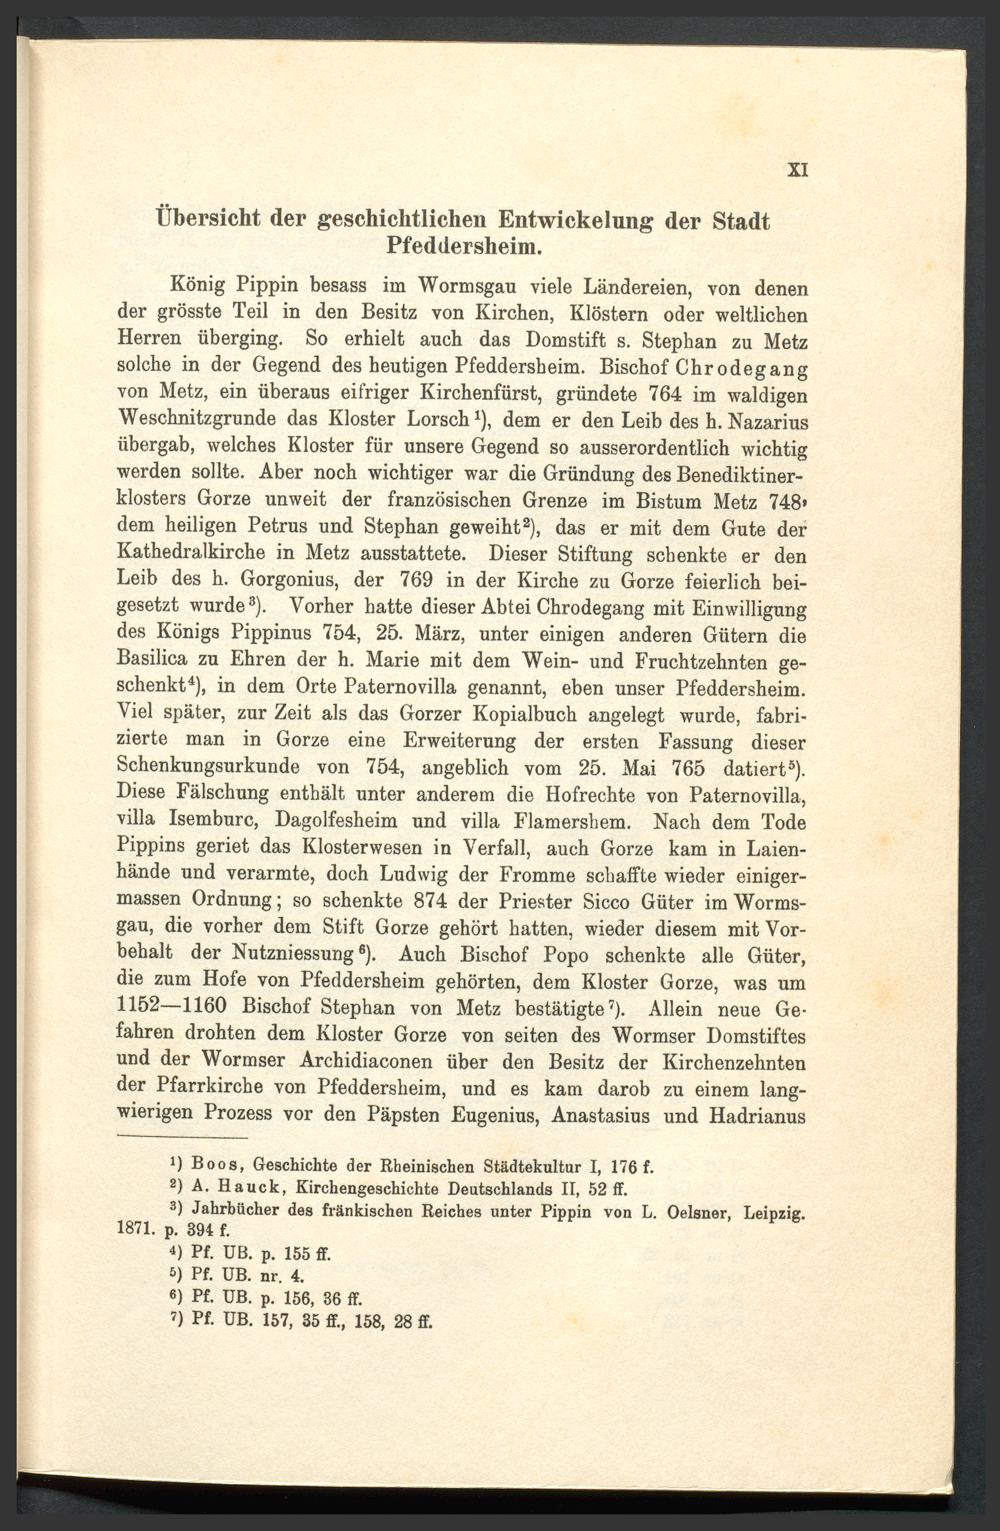 XI
Übersicht der geschichtlichen Entwickelung der Stadt
Pfeddersheim.
König Pippin besass im Wormsgau viele Ländereien, von denen
der grösste Teil in den Besitz von Kirchen, Klöstern oder weltlichen
Herren überging. So erhielt auch das Domstift s. Stephan zu Metz
solche in der Gegend des heutigen Pfeddersheim. Bischof Chrodegang
von Metz, ein überaus eifriger Kirchenfürst, gründete 764 im waldigen
Weschnitzgrunde das Kloster Lorsch ¹), dem er den Leib des h. Nazarius
übergab, welches Kloster für unsere Gegend so ausserordentlich wichtig
werden sollte. Aber noch wichtiger war die Gründung des Benediktiner-
klosters Gorze unweit der französischen Grenze im Bistum Metz 748,
dem heiligen Petrus und Stephan geweiht²), das er mit dem Gute der
Kathedralkirche in Metz ausstattete. Dieser Stiftung schenkte er den
Leib des h. Gorgonius, der 769 in der Kirche zu Gorze feierlich bei-
gesetzt wurde³). Vorher hatte dieser Abtei Chrodegang mit Einwilligung
des Königs Pippinus 754, 25. März, unter einigen anderen Gütern die
Basilica zu Ehren der h. Marie mit dem Wein- und Fruchtzehnten ge-
schenkt⁴), in dem Orte Paternovilla genannt, eben unser Pfeddersheim.
Viel später, zur Zeit als das Gorzer Kopialbuch angelegt wurde, fabri-
zierte man in Gorze eine Erweiterung der ersten Fassung dieser
Schenkungsurkunde von 754, angeblich vom 25. Mai 765 datiert⁵).
Diese Fälschung enthält unter anderem die Hofrechte von Paternovilla,
villa Isemburc, Dagolfesheim und villa Flamershem. Nach dem Tode
Pippins geriet das Klosterwesen in Verfall, auch Gorze kam in Laien-
hände und verarmte, doch Ludwig der Fromme schaffte wieder einiger-
massen Ordnung; so schenkte 874 der Priester Sicco Güter im Worms-
gau, die vorher dem Stift Gorze gehört hatten, wieder diesem mit Vor-
behalt der Nutzniessung ⁶). Auch Bischof Popo schenkte alle Güter,
die zum Hofe von Pfeddersheim gehörten, dem Kloster Gorze, was um
1152—1160 Bischof Stephan von Metz bestätigte ⁷). Allein neue Ge-
fahren drohten dem Kloster Gorze von seiten des Wormser Domstiftes
und der Wormser Archidiaconen über den Besitz der Kirchenzehnten
der Pfarrkirche von Pfeddersheim, und es kam darob zu einem lang-
wierigen Prozess vor den Päpsten Eugenius, Anastasius und Hadrianus
¹) Boos, Geschichte der Rheinischen Städtekultur I, 176 f.
²) A. Hauck, Kirchengeschichte Deutschlands II, 52 ff.
³) Jahrbücher des fränkischen Reiches unter Pippin von L. Oelsner, Leipzig.
1871. p. 394 f.
⁴) Pf. UB. p. 155 ff.
⁵) Pf. UB. nr. 4.
⁶) Pf. UB. p. 156, 36 ff.
⁷) Pf. UB. 157, 35 ff., 158, 28 ff.